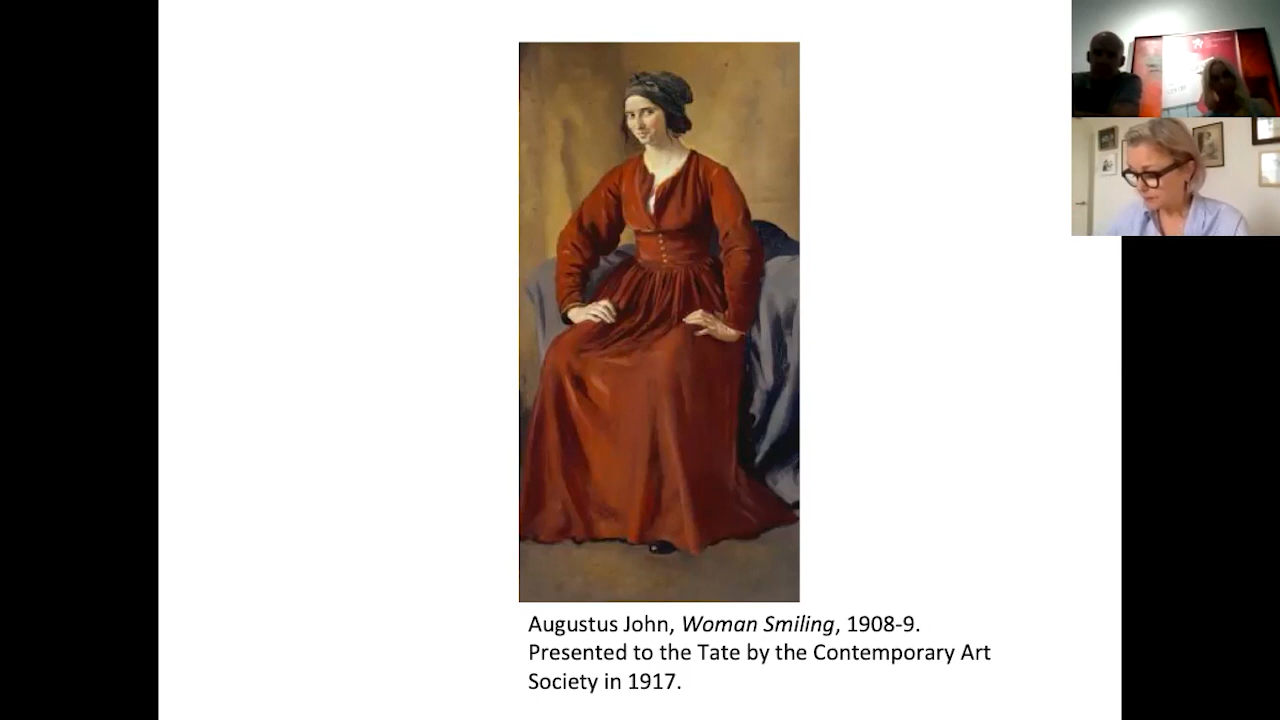 Augustus John, Woman Smiling, 1908-9.
Presented to the Tate by the Contemporary Art
Society in 1917.